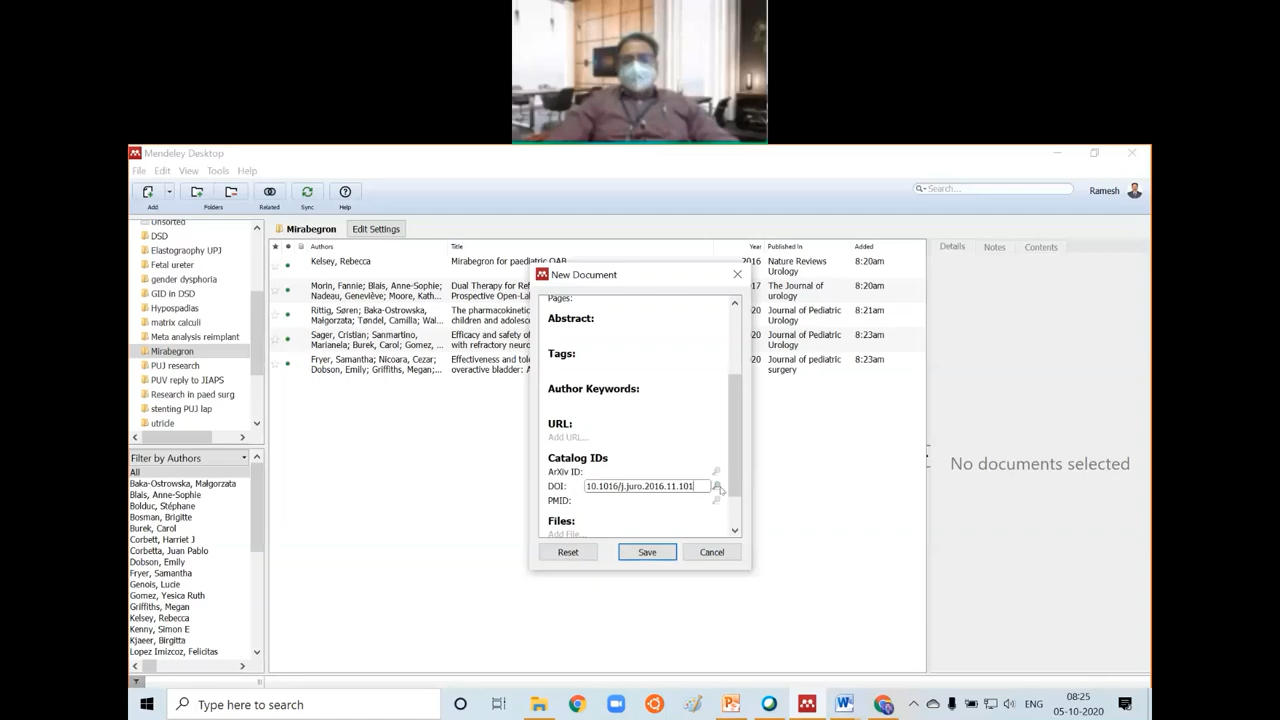 Mendeley Desktop
File Edit View Tools Help
Search...
Ramesh
Add Folders Related Sync Help
Unsorted
DSD
Elastograophy UPJ
Fetal ureter
gender dysphoria
GID in DSD
Hypospadias
matrix calculi
Meta analysis reimplant
Mirabegron
PUJ research
PUV reply to JIAPS
Research in paed surg
stenting PUJ lap
utricle
Filter by Authors
All
Baka-Ostrowska, Małgorzata
Blais, Anne-Sophie
Bolduc, Stéphane
Bosman, Brigitte
Burek, Carol
Corbett, Harriet J
Corbetta, Juan Pablo
Dobson, Emily
Fryer, Samantha
Genois, Lucie
Gomez, Yesica Ruth
Griffiths, Megan
Kelsey, Rebecca
Kenny, Simon E
Kjaeer, Birgitta
Lopez Imizcoz, Felicitas
Mirabegron Edit Settings
Authors Title Year Published In Added
Kelsey, Rebecca Mirabegron for paediatric OAB 2016 Nature Reviews 8:20am
Urology
Morin, Fannie; Blais, Anne-Sophie; Dual Therapy for Ref 2017 The Journal of 8:20am
Nadeau, Geneviève; Moore, Kath... Prospective Open-Lab urology
Rittig, Søren; Baka-Ostrowska, The pharmacokinetic 20 Journal of Pediatric 8:21am
Małgorzata; Tøndel, Camilla; Wal... children and adolesc Urology
Sager, Cristian; Sanmartino, Efficacy and safety of 20 Journal of Pediatric 8:23am
Marianela; Burek, Carol; Gomez, ... with refractory neuro Urology
Fryer, Samantha; Nicoara, Cezar; Effectiveness and tole 20 Journal of pediatric 8:23am
Dobson, Emily; Griffiths, Megan;... overactive bladder: A surgery
New Document
Pages:
Abstract:
Tags:
Author Keywords:
URL:
Add URL...
Catalog IDs
ArXiv ID:
DOI: 10.1016/j.juro.2016.11.101
PMID:
Files:
Add File...
Reset Save Cancel
Details Notes Contents
No documents selected
Type here to search
ENG
08:25
05-10-2020